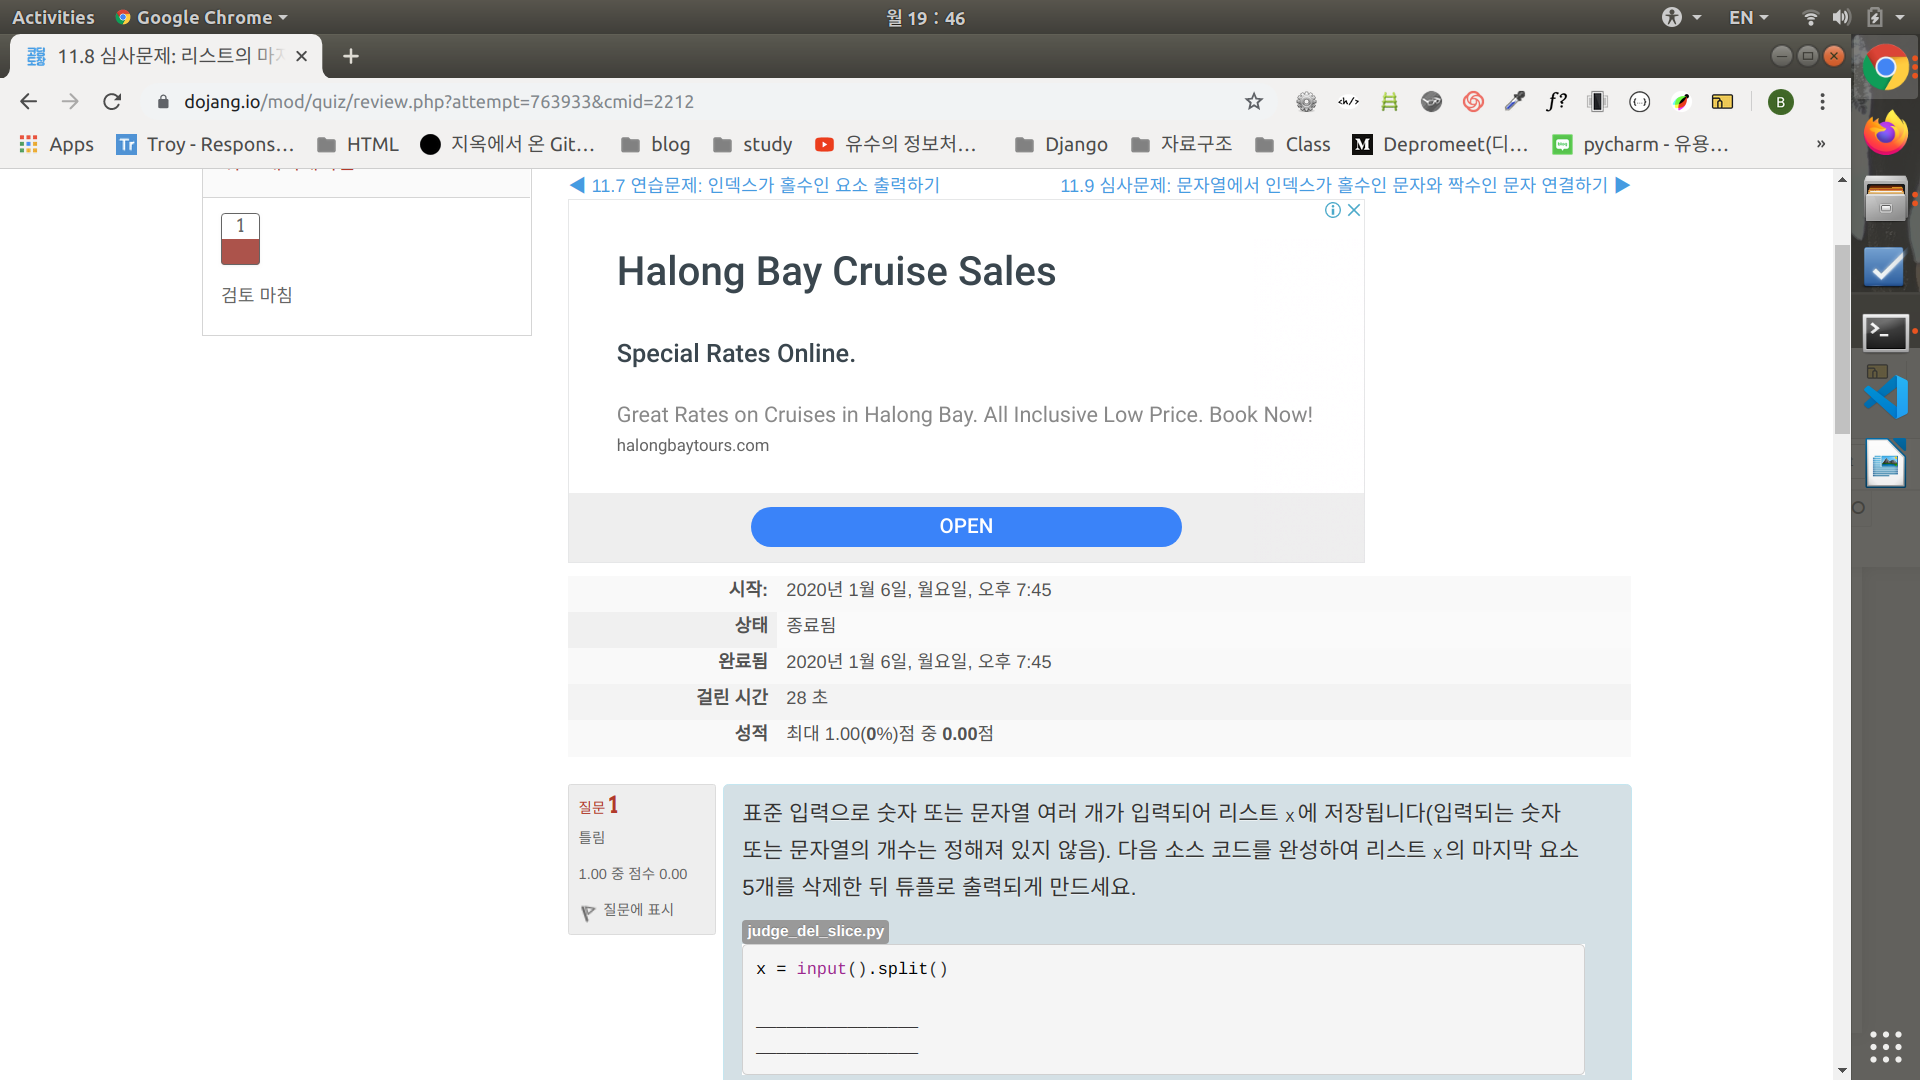 Activities
Google Chrome
월 19 : 46
EN
11.8 심사문제: 리스트의 마지
dojang.io/mod/quiz/review.php?attempt=763933&cmid=2212
B
Apps
Tr
Troy - Respons...
HTML
지옥에서 온 Git...
blog
study
유수의 정보처...
Django
자료구조
Class
M
Depromeet(디...
pycharm - 유용...
»
11.7 연습문제: 인덱스가 홀수인 요소 출력하기
11.9 심사문제: 문자열에서 인덱스가 홀수인 문자와 짝수인 문자 연결하기
1
검토 마침
Halong Bay Cruise Sales
Special Rates Online.
Great Rates on Cruises in Halong Bay. All Inclusive Low Price. Book Now!
halongbaytours.com
OPEN
시작: 2020년 1월 6일, 월요일, 오후 7:45
상태 종료됨
완료됨 2020년 1월 6일, 월요일, 오후 7:45
걸린 시간 28 초
성적 최대 1.00(0%)점 중 0.00점
질문 1
틀림
1.00 중 점수 0.00
질문에 표시
표준 입력으로 숫자 또는 문자열 여러 개가 입력되어 리스트 x에 저장됩니다(입력되는 숫자
또는 문자열의 개수는 정해져 있지 않음). 다음 소스 코드를 완성하여 리스트 x의 마지막 요소
5개를 삭제한 뒤 튜플로 출력되게 만드세요.
judge_del_slice.py
x = input().split()
________________
________________